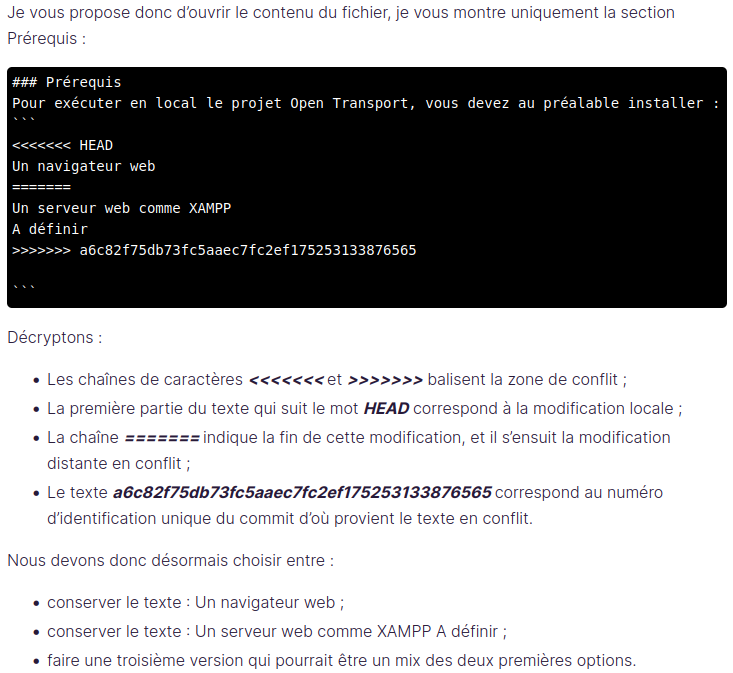 Je vous propose donc d’ouvrir le contenu du fichier, je vous montre uniquement la section
Prérequis :
### Prérequis
Pour exécuter en local le projet Open Transport, vous devez au préalable installer :
```
<<<<<<< HEAD
Un navigateur web
=======
Un serveur web comme XAMPP
A définir
>>>>>>> a6c82f75db73fc5aaec7fc2ef175253133876565
```
Décryptons :
• Les chaînes de caractères <<<<<<< et >>>>>>> balisent la zone de conflit ;
• La première partie du texte qui suit le mot HEAD correspond à la modification locale ;
• La chaîne ======= indique la fin de cette modification, et il s’ensuit la modification
distante en conflit ;
• Le texte a6c82f75db73fc5aaec7fc2ef175253133876565 correspond au numéro
d’identification unique du commit d’où provient le texte en conflit.
Nous devons donc désormais choisir entre :
• conserver le texte : Un navigateur web ;
• conserver le texte : Un serveur web comme XAMPP A définir ;
• faire une troisième version qui pourrait être un mix des deux premières options.